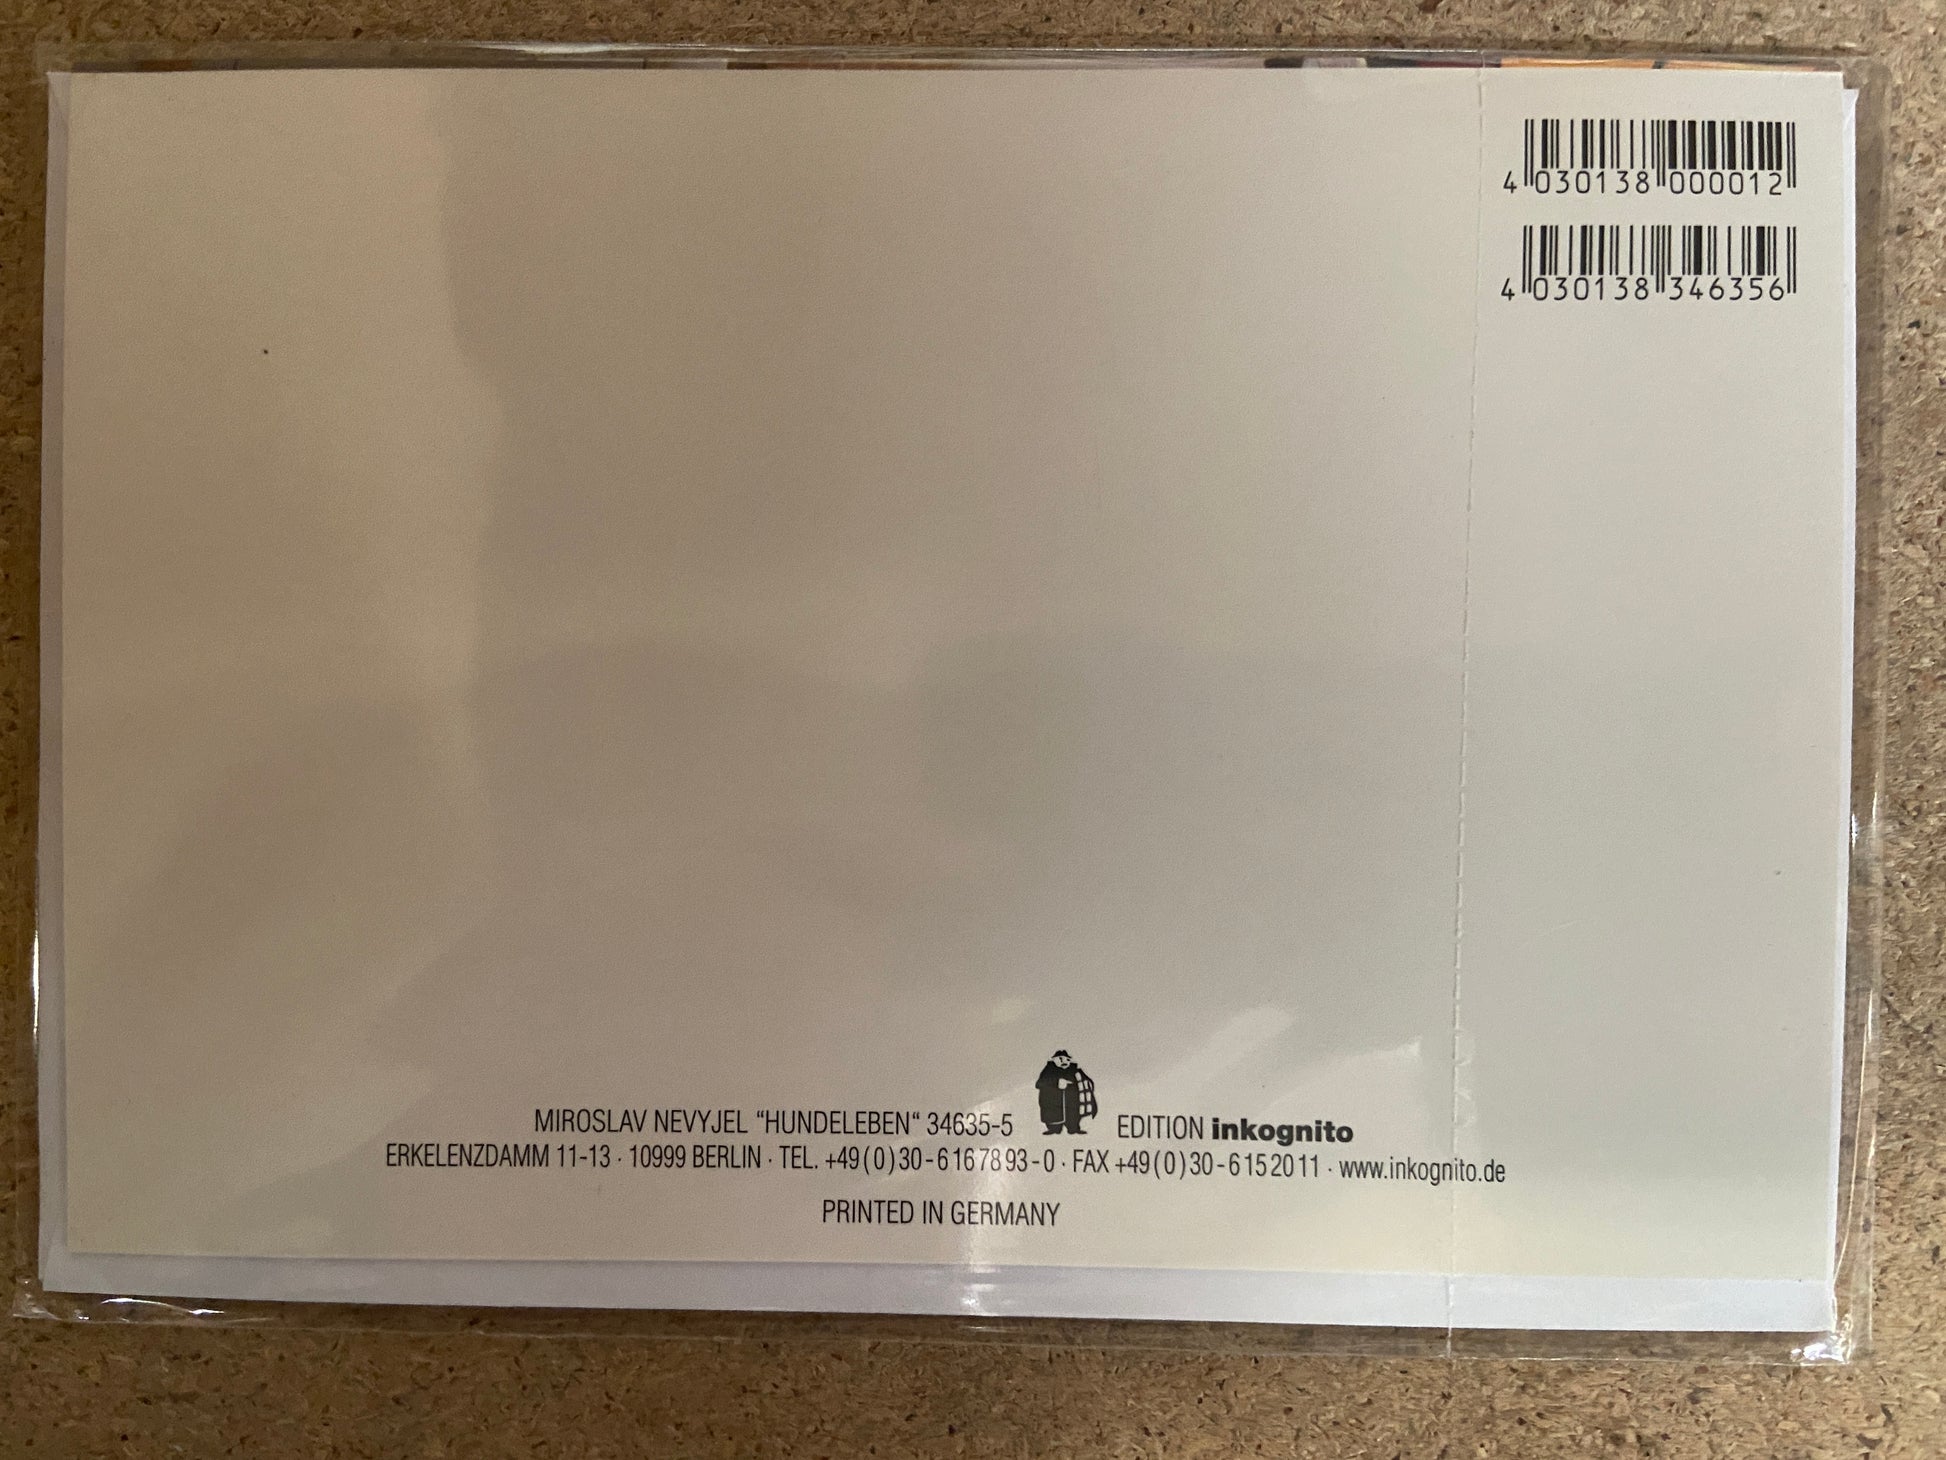 4 030138 000012
4 030138 346356
MIROSLAV NEVYJEL “HUNDELEBEN“ 34635-5 EDITION inkognito
ERKELENZDAMM 11-13 · 10999 BERLIN · TEL. +49(0)30-6167893-0 · FAX +49(0)30-6152011 · www.inkognito.de
PRINTED IN GERMANY